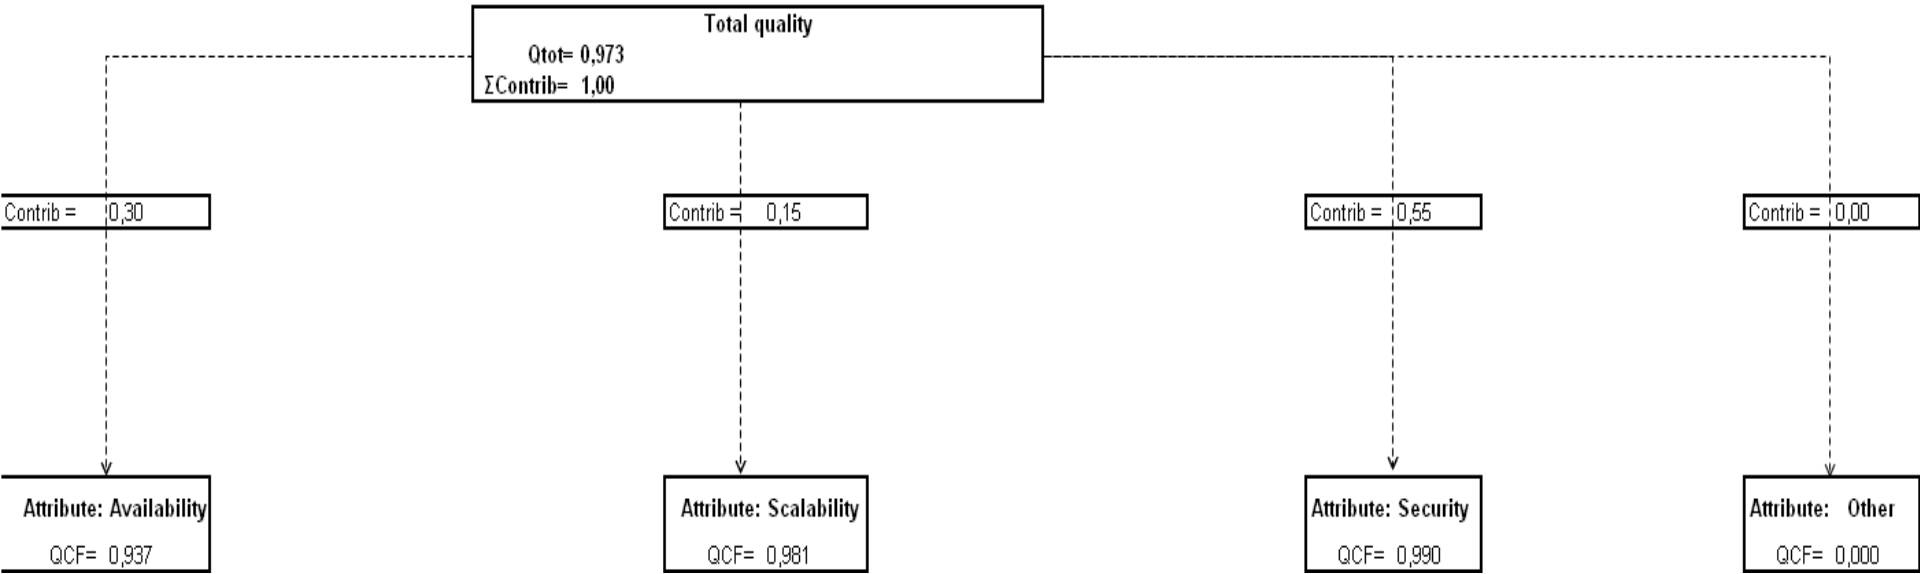 Total quality
Qtot= 0,973
ΣContrib= 1,00
Contrib = 0,30
Contrib = 0,15
Contrib = 0,55
Contrib = 0,00
Attribute: Availability
QCF= 0,937
Attribute: Scalability
QCF= 0,981
Attribute: Security
QCF= 0,990
Attribute: Other
QCF= 0,000